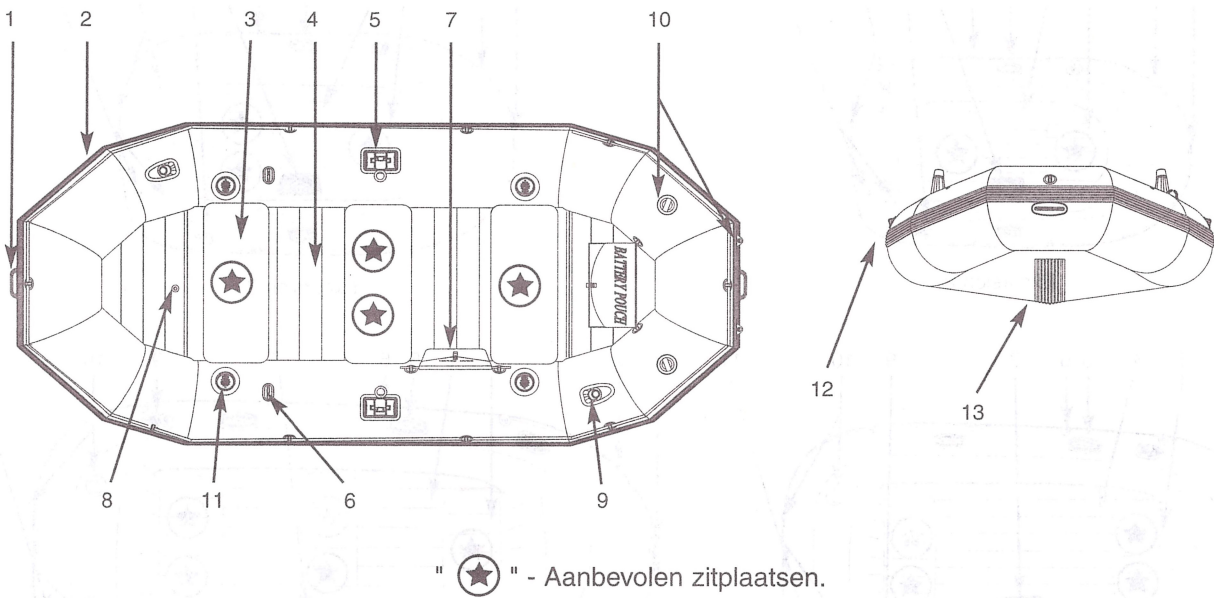 1 2 3 4 5 7 10
BATTERY POUCH
12
13
8 11 6 9
" ★ " - Aanbevolen zitplaatsen.